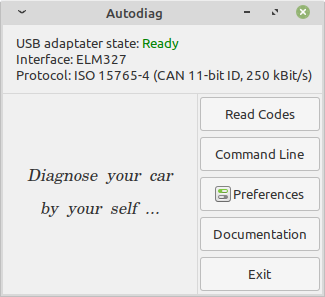 Autodiag
USB adaptater state: Ready
Interface: ELM327
Protocol: ISO 15765-4 (CAN 11-bit ID, 250 kBit/s)
Diagnose your car
by your self ...
Read Codes
Command Line
Preferences
Documentation
Exit